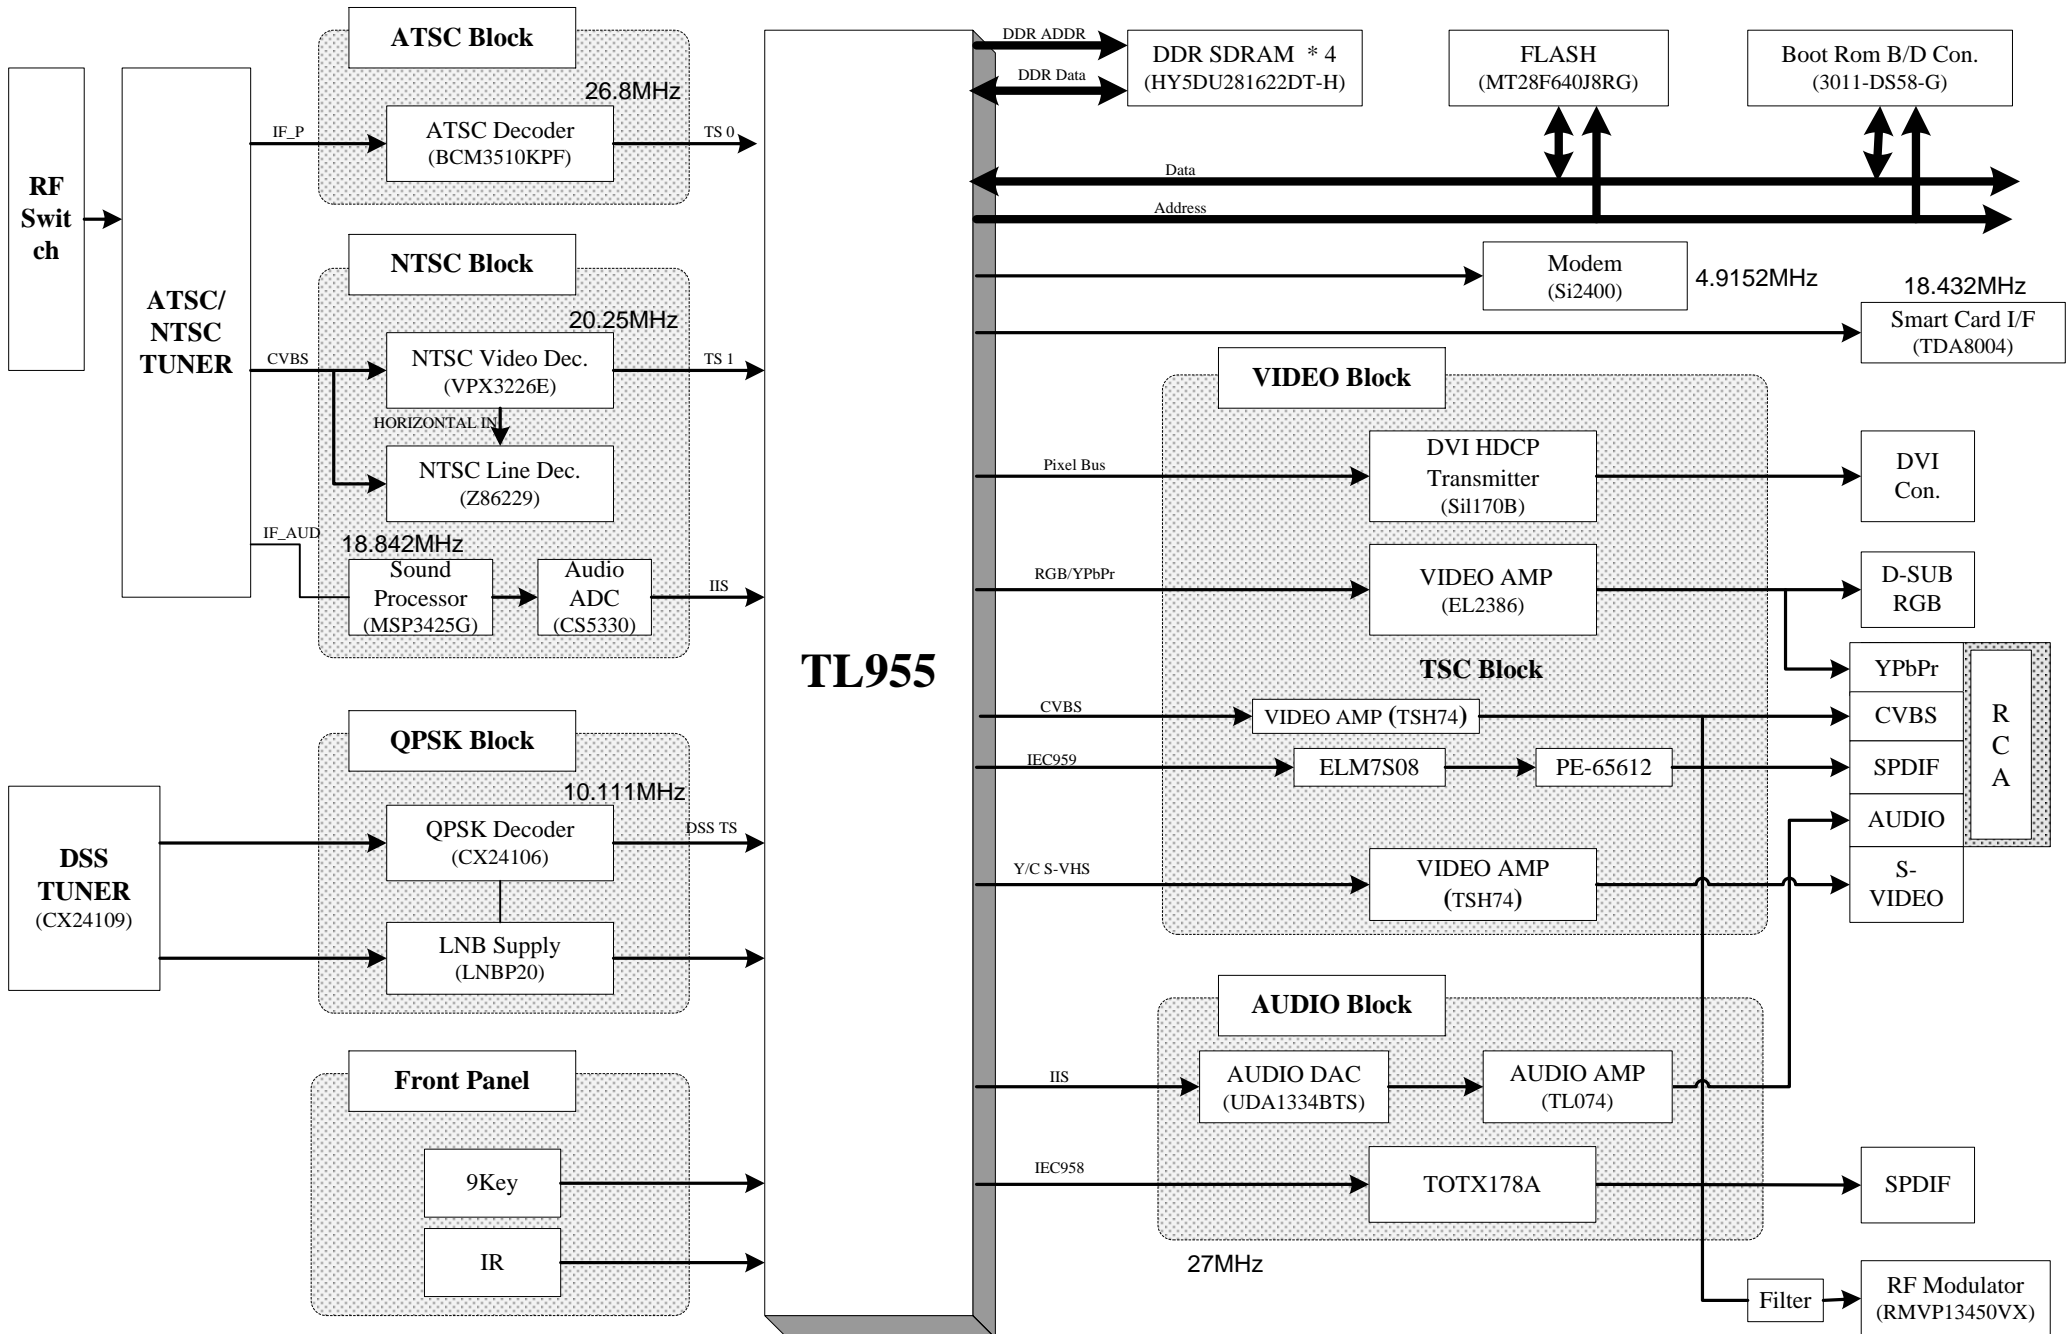 ATSC Block
26.8MHz
RF
Swit
ch
ATSC/
NTSC
TUNER
IF_P
ATSC Decoder
(BCM3510KPF)
TS 0
NTSC Block
20.25MHz
CVBS
NTSC Video Dec.
(VPX3226E)
TS 1
HORIZONTAL IN
NTSC Line Dec.
(Z86229)
IF_AUD
18.842MHz
Sound
Processor
(MSP3425G)
Audio
ADC
(CS5330)
IIS
QPSK Block
10.111MHz
DSS
TUNER
(CX24109)
QPSK Decoder
(CX24106)
DSS TS
LNB Supply
(LNBP20)
Front Panel
9Key
IR
TL955
DDR ADDR
DDR Data
DDR SDRAM * 4
(HY5DU281622DT-H)
FLASH
(MT28F640J8RG)
Boot Rom B/D Con.
(3011-DS58-G)
Data
Address
Modem
(Si2400)
4.9152MHz
18.432MHz
Smart Card I/F
(TDA8004)
VIDEO Block
Pixel Bus
DVI HDCP
Transmitter
(Sil170B)
DVI
Con.
RGB/YPbPr
VIDEO AMP
(EL2386)
D-SUB
RGB
TSC Block
YPbPr
CVBS
VIDEO AMP (TSH74)
CVBS
IEC959
ELM7S08
PE-65612
SPDIF
AUDIO
R
C
A
Y/C S-VHS
VIDEO AMP
(TSH74)
S-
VIDEO
AUDIO Block
IIS
AUDIO DAC
(UDA1334BTS)
AUDIO AMP
(TL074)
IEC958
TOTX178A
SPDIF
27MHz
Filter
RF Modulator
(RMVP13450VX)